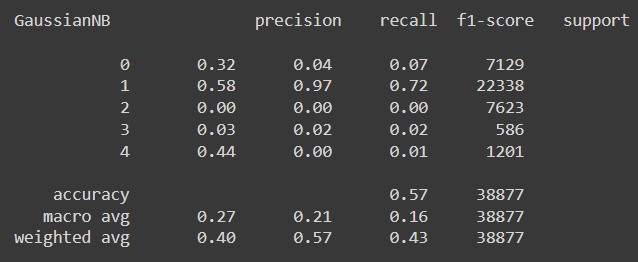 GaussianNB precision recall f1-score support
0 0.32 0.04 0.07 7129
1 0.58 0.97 0.72 22338
2 0.00 0.00 0.00 7623
3 0.03 0.02 0.02 586
4 0.44 0.00 0.01 1201
accuracy 0.57 38877
macro avg 0.27 0.21 0.16 38877
weighted avg 0.40 0.57 0.43 38877